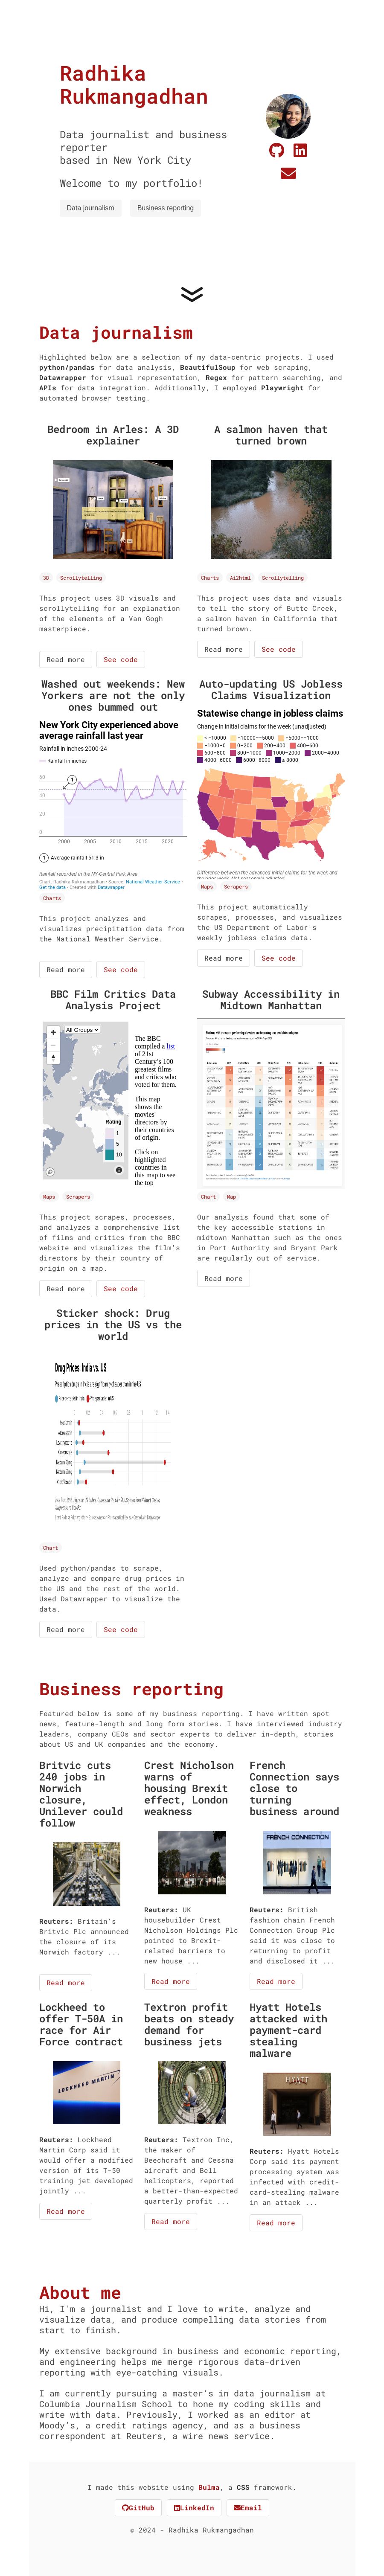 Radhika
Rukmangadhan
Data journalist and business
reporter
based in New York City
Welcome to my portfolio!
Data journalism
Business reporting
Data journalism
Highlighted below are a selection of my data-centric projects. I used
python/pandas for data analysis, BeautifulSoup for web scraping,
Datawrapper for visual representation, Regex for pattern searching, and
APIs for data integration. Additionally, I employed Playwright for
automated browser testing.
Bedroom in Arles: A 3D
explainer
3D Scrollytelling
This project uses 3D visuals and
scrollytelling for an explanation
of the elements of a Van Gogh
masterpiece.
Read more See code
A salmon haven that
turned brown
Charts Ai2html Scrollytelling
This project uses data and visuals
to tell the story of Butte Creek,
a salmon haven in California that
turned brown.
Read more See code
Washed out weekends: New
Yorkers are not the only
ones bummed out
New York City experienced above
average rainfall last year
Rainfall in inches 2000-24
Rainfall in inches
60
40
20
0
1
2000 2005 2010 2015 2020
1 Average rainfall 51.3 in
Rainfall recorded in the NY-Central Park Area
Chart: Radhika Rukmangadhan • Source: National Weather Service •
Get the data • Created with Datawrapper
Charts
This project analyzes and
visualizes precipitation data from
the National Weather Service.
Read more See code
Auto-updating US Jobless
Claims Visualization
Statewide change in jobless claims
Change in initial claims for the week (unadjusted)
< −10000 −10000–−5000 −5000–−1000
−1000–0 0–200 200–400 400–600
600–800 800–1000 1000–2000 2000–4000
4000–6000 6000–8000 ≥ 8000
Difference between the advanced initial claims for the week and
Maps Scrapers
This project automatically
scrapes, processes, and visualizes
the US Department of Labor's
weekly jobless claims data.
Read more See code
BBC Film Critics Data
Analysis Project
+
−
All Groups
Rating
1
5
10
The BBC
compiled a list
of 21st
Century's 100
greatest films
and critics who
voted for them.
This map
shows the
movies'
directors by
their countries
of origin.
Click on
highlighted
countries in
this map to see
the top
Maps Scrapers
This project scrapes, processes,
and analyzes a comprehensive list
of films and critics from the BBC
website and visualizes the film's
directors by their country of
origin on a map.
Read more See code
Subway Accessibility in
Midtown Manhattan
Chart Map
Our analysis found that some of
the key accessible stations in
midtown Manhattan such as the ones
in Port Authority and Bryant Park
are regularly out of service.
Read more
Sticker shock: Drug
prices in the US vs the
world
Drug Prices: India vs. US
Chart
Used python/pandas to scrape,
analyze and compare drug prices in
the US and the rest of the world.
Used Datawrapper to visualize the
data.
Read more See code
Business reporting
Featured below is some of my business reporting. I have written spot
news, feature-length and long form stories. I have interviewed industry
leaders, company CEOs and sector experts to deliver in-depth, stories
about US and UK companies and the economy.
Britvic cuts
240 jobs in
Norwich
closure,
Unilever could
follow
Reuters: Britain's
Britvic Plc announced
the closure of its
Norwich factory ...
Read more
Crest Nicholson
warns of
housing Brexit
effect, London
weakness
Reuters: UK
housebuilder Crest
Nicholson Holdings Plc
pointed to Brexit-
related barriers to
new house ...
Read more
French
Connection says
close to
turning
business around
FRENCH CONNECTION
Reuters: British
fashion chain French
Connection Group Plc
said it was close to
returning to profit
and disclosed it ...
Read more
Lockheed to
offer T-50A in
race for Air
Force contract
LOCKHEED MARTIN
Reuters: Lockheed
Martin Corp said it
would offer a modified
version of its T-50
training jet developed
jointly ...
Read more
Textron profit
beats on steady
demand for
business jets
Reuters: Textron Inc,
the maker of
Beechcraft and Cessna
aircraft and Bell
helicopters, reported
a better-than-expected
quarterly profit ...
Read more
Hyatt Hotels
attacked with
payment-card
stealing
malware
HYATT
Reuters: Hyatt Hotels
Corp said its payment
processing system was
infected with credit-
card-stealing malware
in an attack ...
Read more
About me
Hi, I'm a journalist and I love to write, analyze and
visualize data, and produce compelling data stories from
start to finish.
My extensive background in business and economic reporting,
and engineering helps me merge rigorous data-driven
reporting with eye-catching visuals.
I am currently pursuing a master's in data journalism at
Columbia Journalism School to hone my coding skills and
write with data. Previously, I worked as an editor at
Moody's, a credit ratings agency, and as a business
correspondent at Reuters, a wire news service.
I made this website using Bulma, a CSS framework.
GitHub LinkedIn Email
© 2024 - Radhika Rukmangadhan